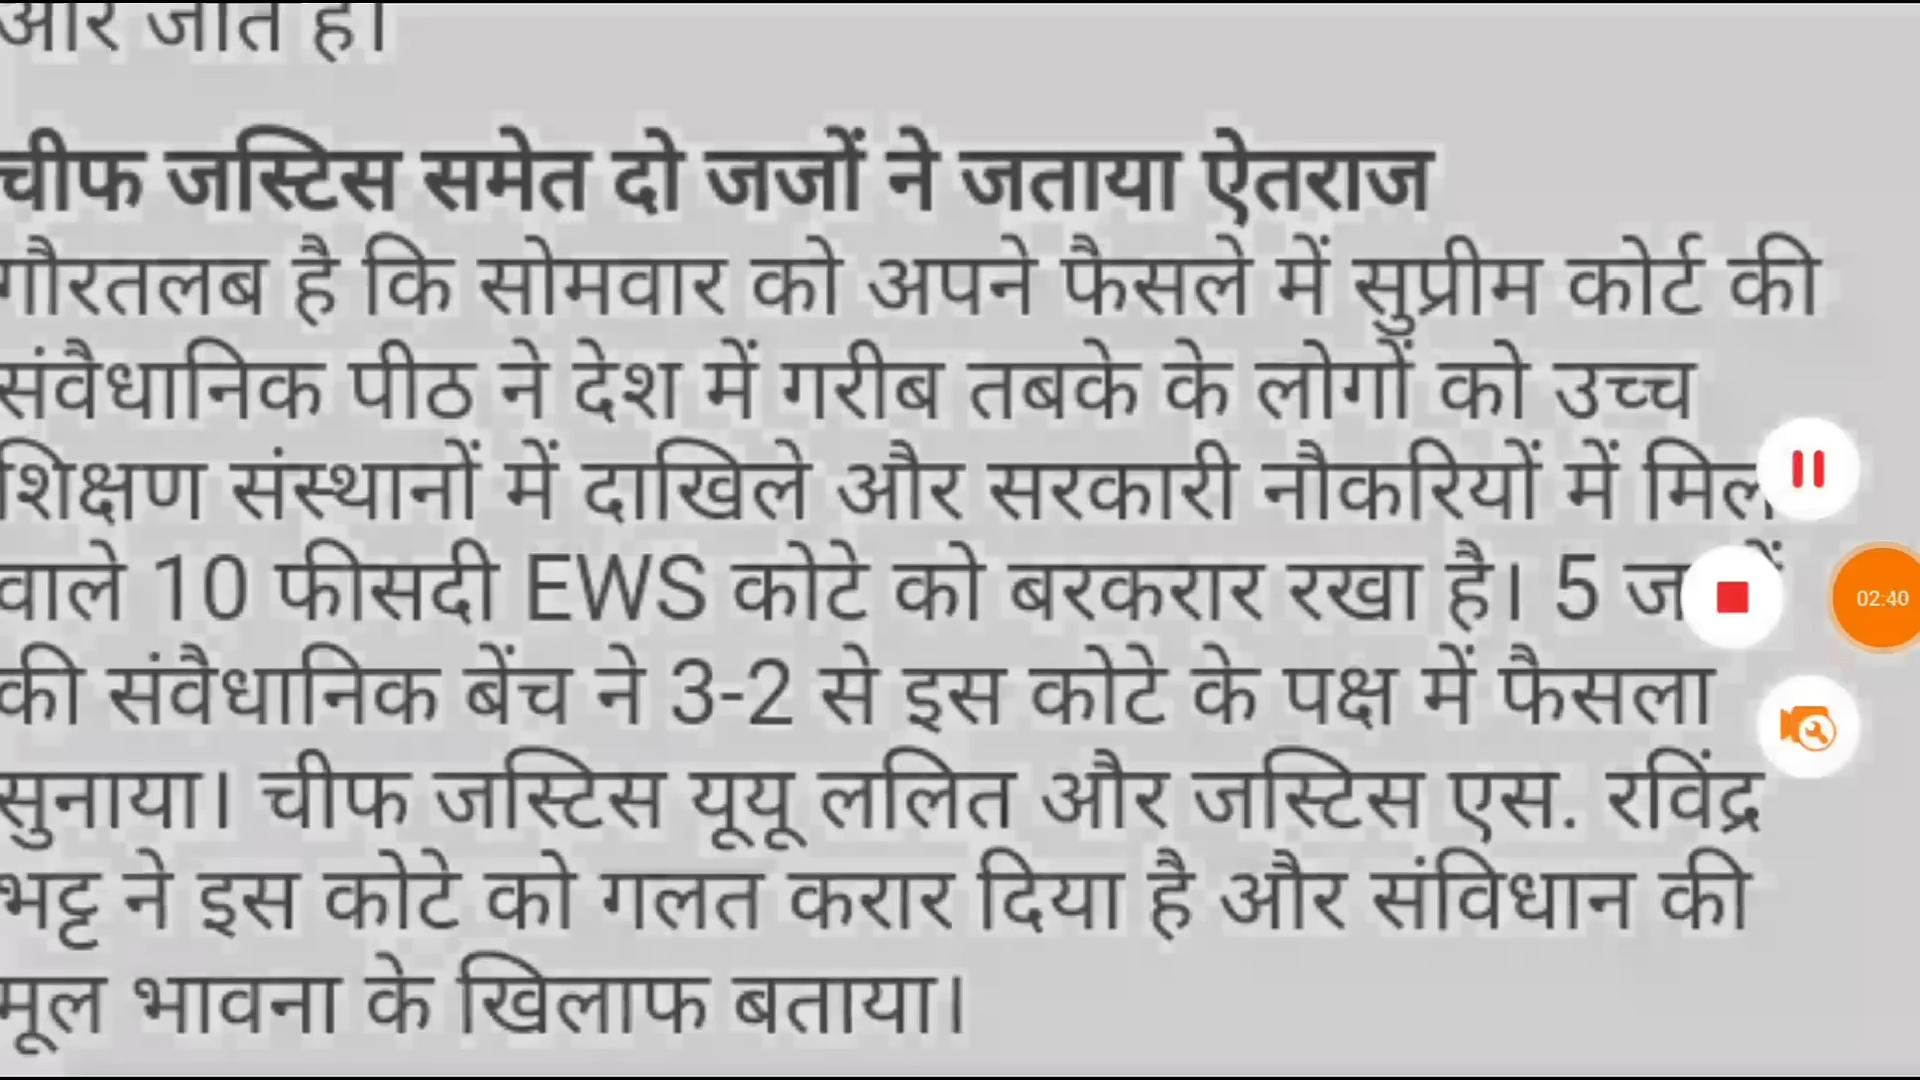 और जाते हैं।
चीफ जस्टिस समेत दो जजों ने जताया ऐतराज
गौरतलब है कि सोमवार को अपने फैसले में सुप्रीम कोर्ट की
संवैधानिक पीठ ने देश में गरीब तबके के लोगों को उच्च
शिक्षण संस्थानों में दाखिले और सरकारी नौकरियों में
वाले 10 फीसदी EWS कोटे को बरकरार रखा है। 5
की संवैधानिक बेंच ने 3-2 से इस कोटे के पक्ष में फैसला
02:40
सुनाया। चीफ जस्टिस यूयू ललित और जस्टिस एस. रविंद्र
भट्ट ने इस कोटे को गलत करार दिया है और संविधान की
मूल भावना के खिलाफ बताया।